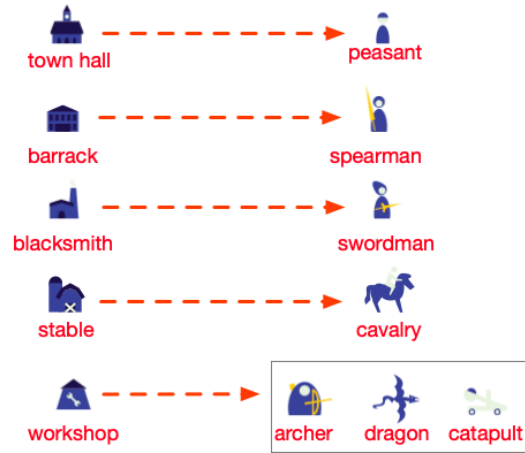 town hall
peasant
barrack
spearman
blacksmith
swordman
stable
cavalry
workshop
archer
dragon
catapult